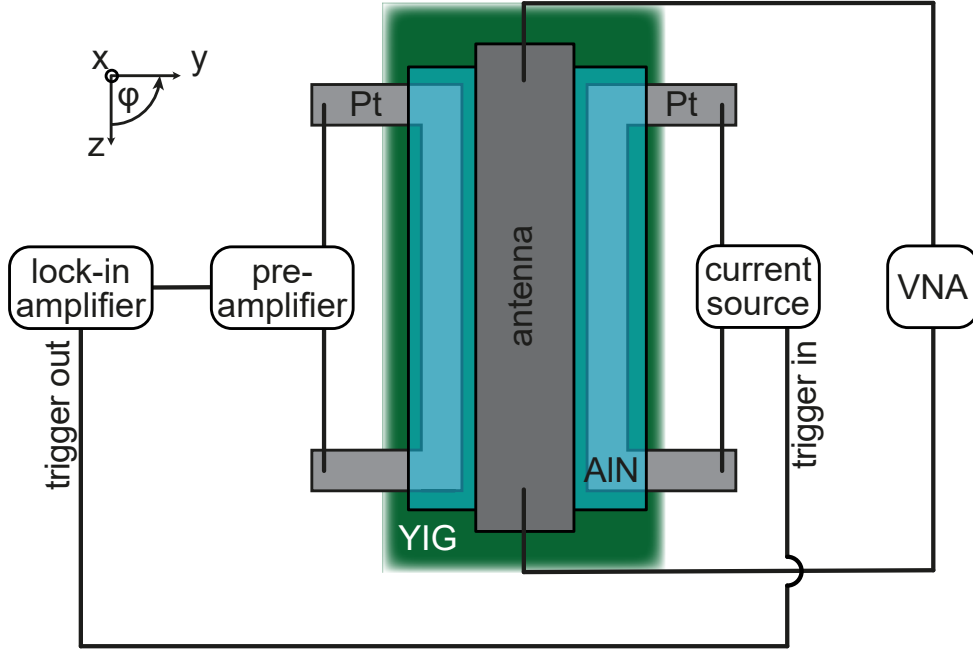 x
y
φ
z
Pt
Pt
antenna
lock-in
amplifier
pre-
amplifier
current
source
VNA
trigger out
trigger in
AlN
YIG